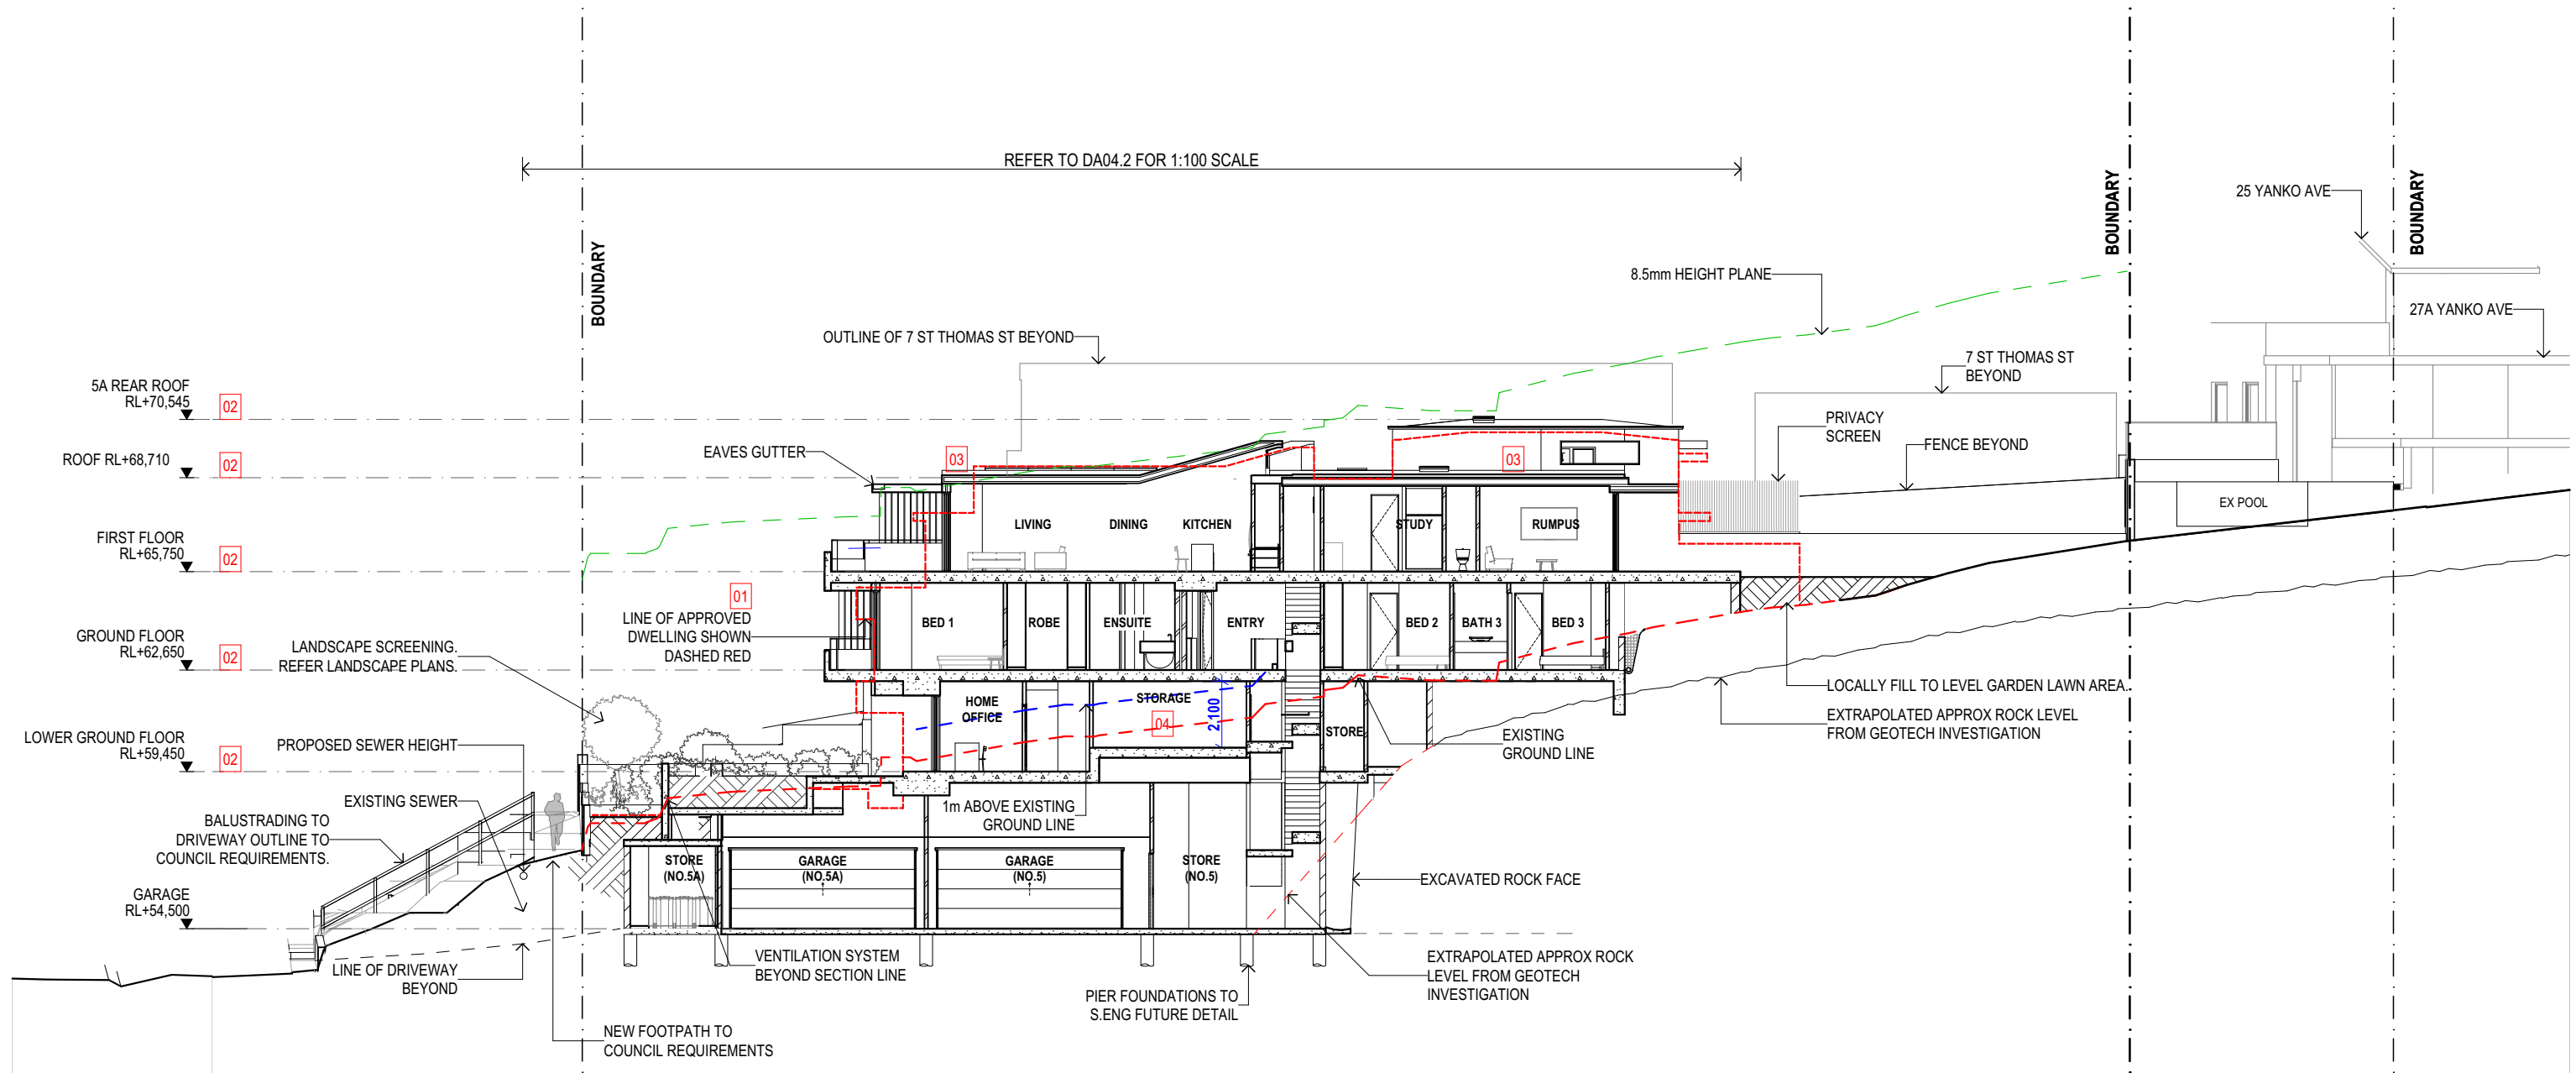 REFER TO DA04.2 FOR 1:100 SCALE
BOUNDARY
BOUNDARY
BOUNDARY
25 YANKO AVE
8.5mm HEIGHT PLANE
27A YANKO AVE
OUTLINE OF 7 ST THOMAS ST BEYOND
7 ST THOMAS ST
BEYOND
5A REAR ROOF
RL+70,545
02
PRIVACY
SCREEN
FENCE BEYOND
EAVES GUTTER
03
03
ROOF RL+68,710
02
EX POOL
LIVING
DINING
KITCHEN
STUDY
RUMPUS
FIRST FLOOR
RL+65,750
02
01
LINE OF APPROVED
DWELLING SHOWN
DASHED RED
BED 1
ROBE
ENSUITE
ENTRY
BED 2
BATH 3
BED 3
GROUND FLOOR
RL+62,650
02
LANDSCAPE SCREENING.
REFER LANDSCAPE PLANS.
HOME
OFFICE
STORAGE
04
2,100
STORE
LOCALLY FILL TO LEVEL GARDEN LAWN AREA.
EXTRAPOLATED APPROX ROCK LEVEL
FROM GEOTECH INVESTIGATION
EXISTING
GROUND LINE
LOWER GROUND FLOOR
RL+59,450
02
PROPOSED SEWER HEIGHT
EXISTING SEWER
1m ABOVE EXISTING
GROUND LINE
BALUSTRADING TO
DRIVEWAY OUTLINE TO
COUNCIL REQUIREMENTS.
STORE
(NO.5A)
GARAGE
(NO.5A)
GARAGE
(NO.5)
STORE
(NO.5)
EXCAVATED ROCK FACE
GARAGE
RL+54,500
LINE OF DRIVEWAY
BEYOND
VENTILATION SYSTEM
BEYOND SECTION LINE
EXTRAPOLATED APPROX ROCK
LEVEL FROM GEOTECH
INVESTIGATION
PIER FOUNDATIONS TO
S.ENG FUTURE DETAIL
NEW FOOTPATH TO
COUNCIL REQUIREMENTS